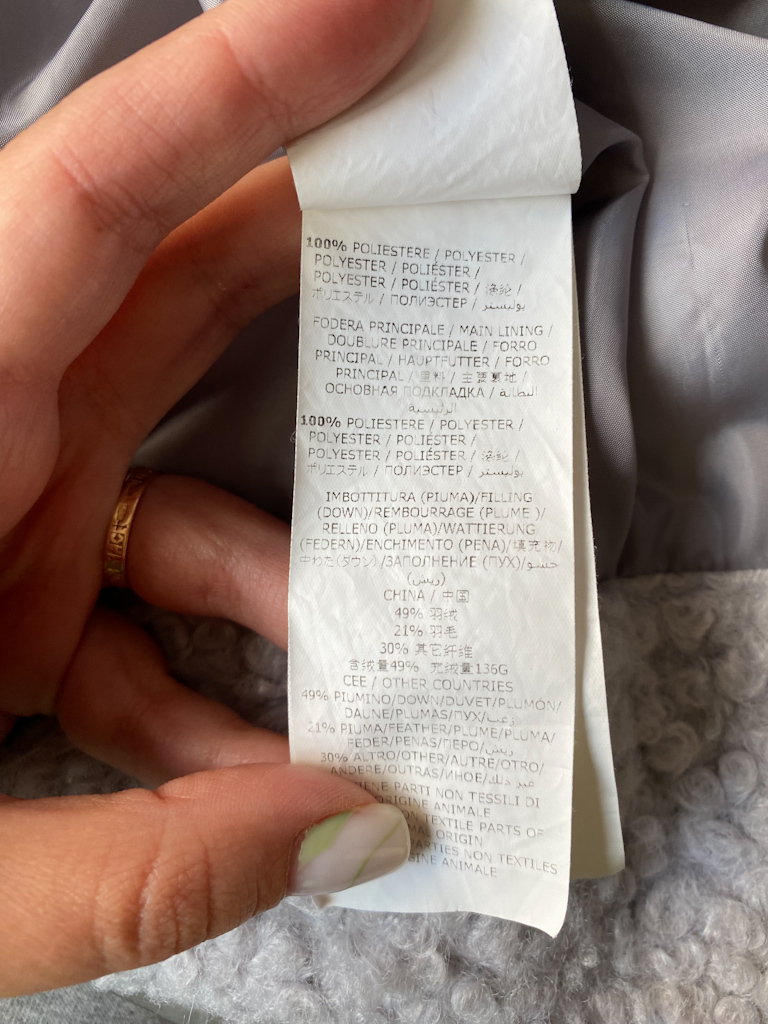 100% POLIESTERE / POLYESTER /
POLYESTER / POLIÉSTER /
POLYESTER / POLIÉSTER / 涤纶 /
ポリエステル / ПОЛИЭСТЕР / بوليستر
FODERA PRINCIPALE / MAIN LINING /
DOUBLURE PRINCIPALE / FORRO
PRINCIPAL / HAUPTFUTTER / FORRO
PRINCIPAL / 里料 / 主要裏地 /
ОСНОВНАЯ ПОДКЛАДКА / البطانة
الرئيسية
100% POLIESTERE / POLYESTER /
POLYESTER / POLIÉSTER /
POLYESTER / POLIÉSTER / 涤纶 /
ポリエステル / ПОЛИЭСТЕР / بوليستر
IMBOTTITURA (PIUMA)/FILLING
(DOWN)/REMBOURRAGE (PLUME )/
RELLENO (PLUMA)/WATTIERUNG
(FEDERN)/ENCHIMENTO (PENA)/填充物/
中わた(ダウン)/ЗАПОЛНЕНИЕ (ПУХ)/حشو
(ريش)
CHINA / 中国
49% 羽绒
21% 羽毛
30% 其它纤维
含绒量49% 充绒量136G
CEE / OTHER COUNTRIES
49% PIUMINO/DOWN/DUVET/PLUMÓN/
DAUNE/PLUMAS/ПУХ/زغب
21% PIUMA/FEATHER/PLUME/PLUMA/
FEDER/PENAS/ПЕРО/ريش
30% ALTRO/OTHER/AUTRE/OTRO/
ANDERE/OUTRAS/ИНОЕ/غير ذلك
PARTI NON TESSILI DI
ORIGINE ANIMALE
TEXTILE PARTS OF
ORIGIN
NON TEXTILES
ANIMALE